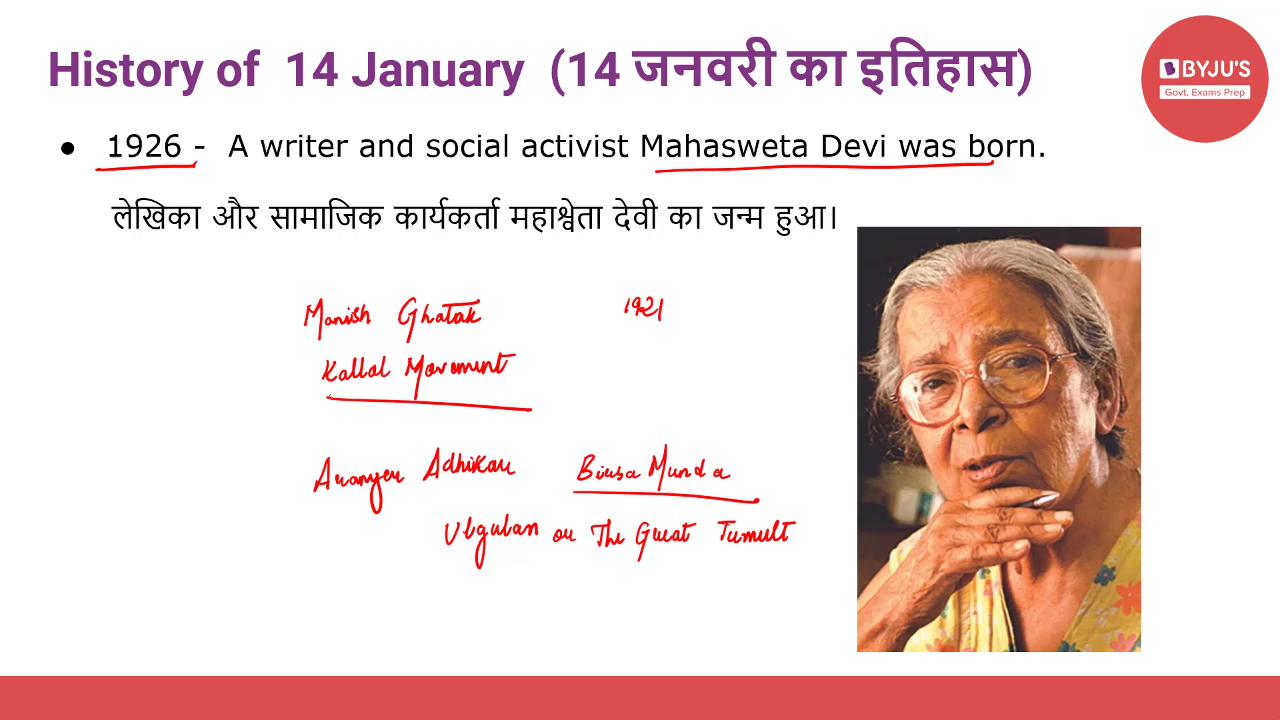 History of 14 January (14 जनवरी का इतिहास)
BYJU'S
Govt. Exams Prep
● 1926 - A writer and social activist Mahasweta Devi was born.
लेखिका और सामाजिक कार्यकर्ता महाश्वेता देवी का जन्म हुआ।
Manish Ghatak 1921
Kallol Movement
Aranyer Adhikar Birsa Munda
Ulgulan or The Great Tumult